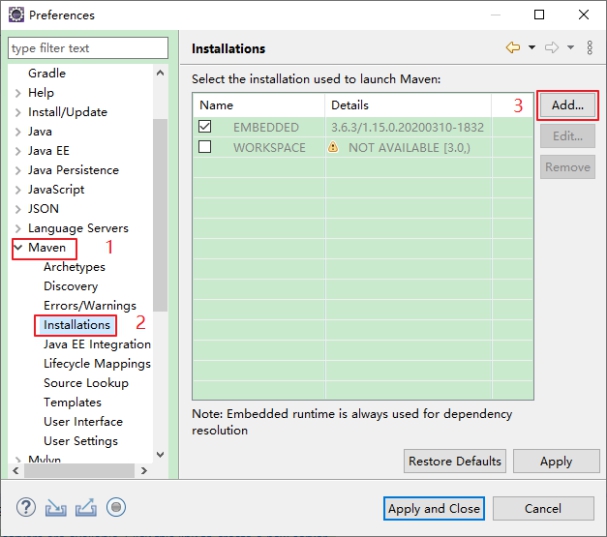 Preferences
type filter text
Gradle
Help
Install/Update
Java
Java EE
Java Persistence
JavaScript
JSON
Language Servers
Maven 1
Archetypes
Discovery
Errors/Warnings
Installations 2
Java EE Integration
Lifecycle Mappings
Source Lookup
Templates
User Interface
User Settings
Mylyn
Installations
Select the installation used to launch Maven:
Name Details 3 Add...
EMBEDDED 3.6.3/1.15.0.20200310-1832 Edit...
WORKSPACE NOT AVAILABLE [3.0,) Remove
Note: Embedded runtime is always used for dependency
resolution
Restore Defaults Apply
Apply and Close Cancel